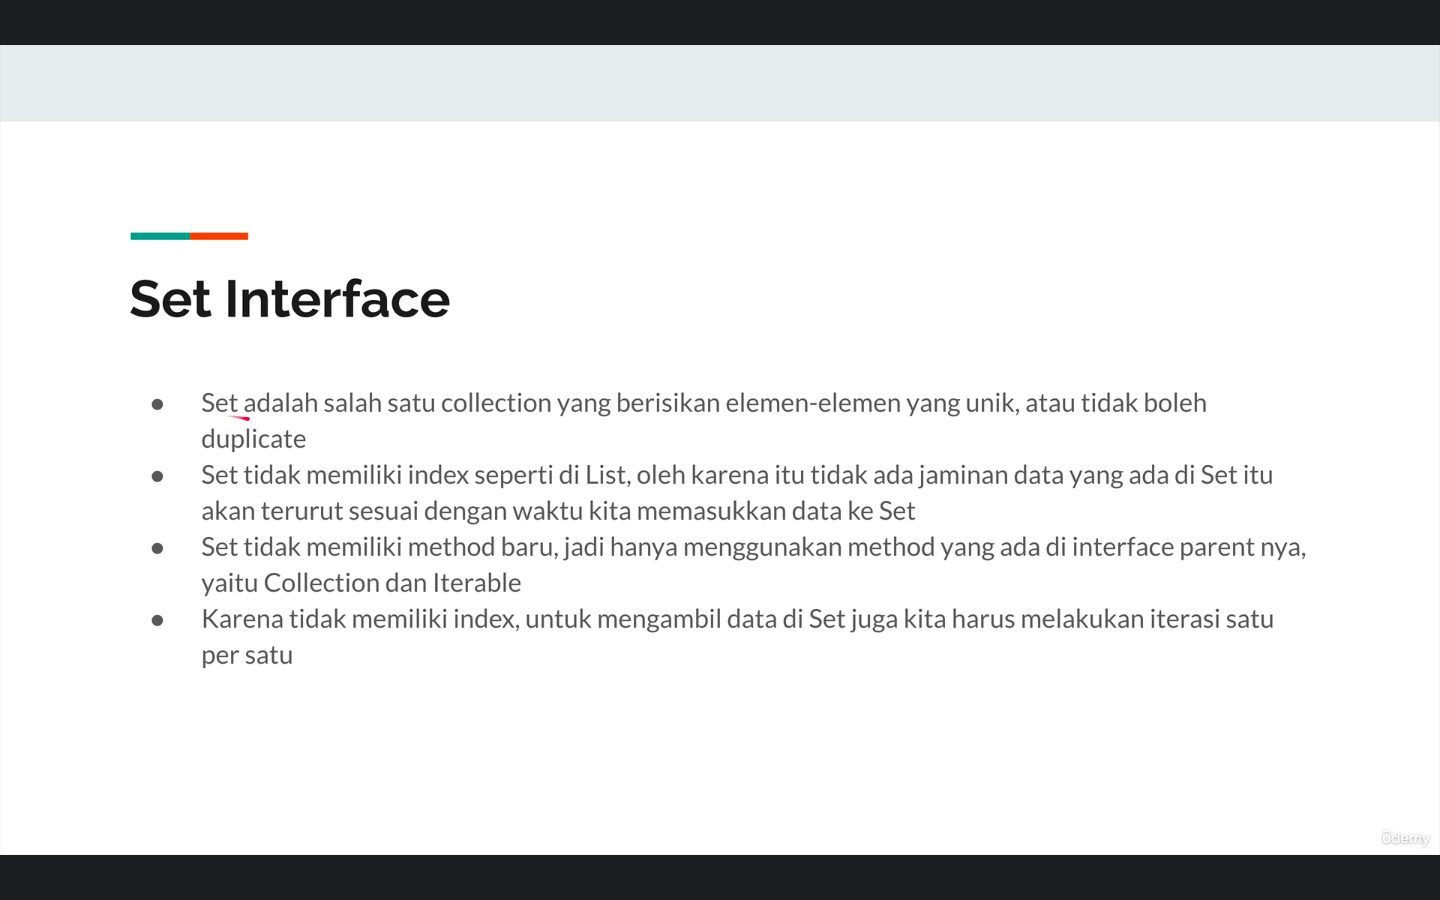 Set Interface
● Set adalah salah satu collection yang berisikan elemen-elemen yang unik, atau tidak boleh
duplicate
● Set tidak memiliki index seperti di List, oleh karena itu tidak ada jaminan data yang ada di Set itu
akan terurut sesuai dengan waktu kita memasukkan data ke Set
● Set tidak memiliki method baru, jadi hanya menggunakan method yang ada di interface parent nya,
yaitu Collection dan Iterable
● Karena tidak memiliki index, untuk mengambil data di Set juga kita harus melakukan iterasi satu
per satu
ûdemy